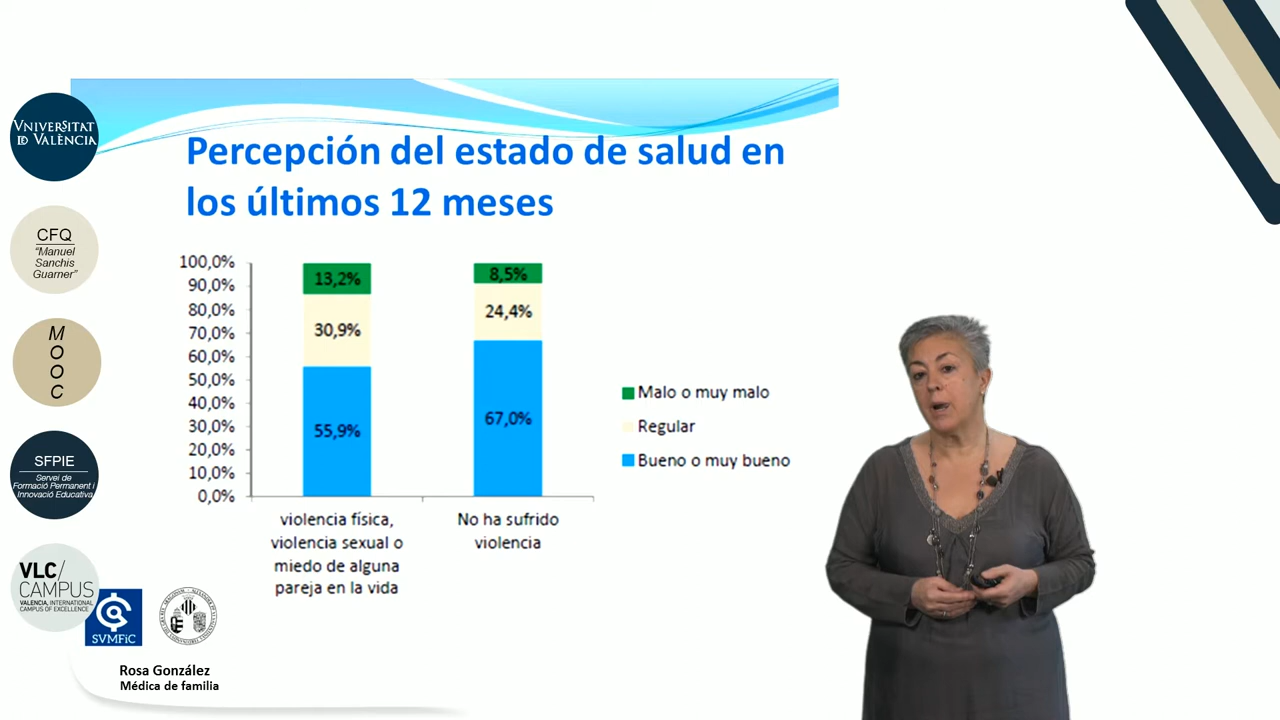 VNIVERSITAT
ID VALÈNCIA
CFQ
"Manuel
Sanchis
Guarner"
M
O
O
C
SFPIE
Servei de
Formació Permanent i
Innovació Educativa
VLC/
CAMPUS
VALENCIA, INTERNATIONAL
CAMPUS OF EXCELLENCE
Percepción del estado de salud en
los últimos 12 meses
100,0%
90,0%
80,0%
70,0%
60,0%
50,0%
40,0%
30,0%
20,0%
10,0%
0,0%
13,2%
30,9%
55,9%
8,5%
24,4%
67,0%
violencia física,
violencia sexual o
miedo de alguna
pareja en la vida
No ha sufrido
violencia
Malo o muy malo
Regular
Bueno o muy bueno
SVMFiC
Rosa González
Médica de familia